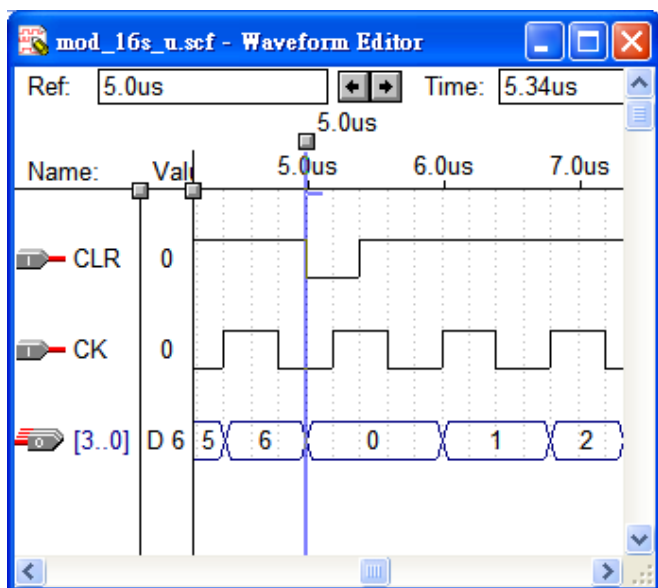 mod_16s_u.scf - Waveform Editor
Ref: 5.0us Time: 5.34us
5.0us
Name: Valu 5.0us 6.0us 7.0us
CLR 0
CK 0
[3..0] D 6 5 6 0 1 2